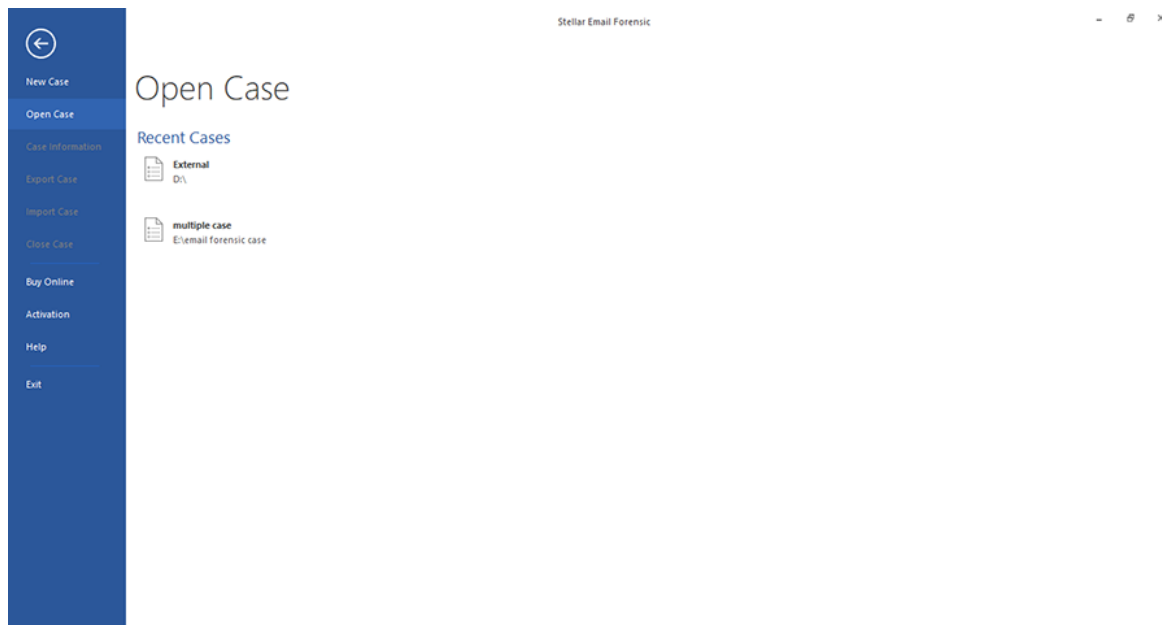 Stellar Email Forensic
New Case
Open Case
Case Information
Export Case
Import Case
Close Case
Buy Online
Activation
Help
Exit
Open Case
Recent Cases
External
D:\
multiple case
E:\email forensic case